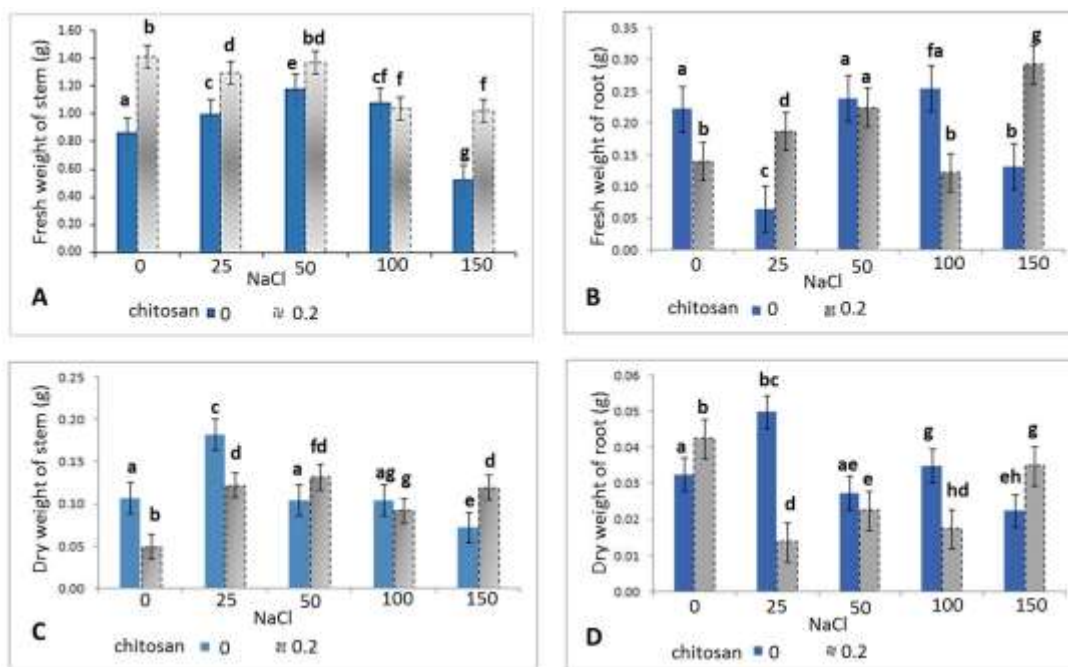 b
bd
d
e
cf
f
f
a
c
g
Fresh weight of stem (g)
1.60
1.40
1.20
1.00
0.80
0.60
0.40
0.20
0.00
0 25 50 100 150
NaCl
A
chitosan 0 0.2
a
b
c
d
a
a
fa
b
b
g
Fresh weight of root (g)
0.35
0.30
0.25
0.20
0.15
0.10
0.05
0.00
0 25 50 100 150
NaCl
B
chitosan 0 0.2
a
b
c
d
a
fd
ag
g
e
d
Dry weight of stem (g)
0.25
0.20
0.15
0.10
0.05
0.00
0 25 50 100 150
NaCl
C
chitosan 0 0.2
a
b
bc
d
ae
e
g
hd
eh
g
Dry weight of root (g)
0.06
0.05
0.04
0.03
0.02
0.01
0.00
0 25 50 100 150
NaCl
D
chitosan 0 0.2